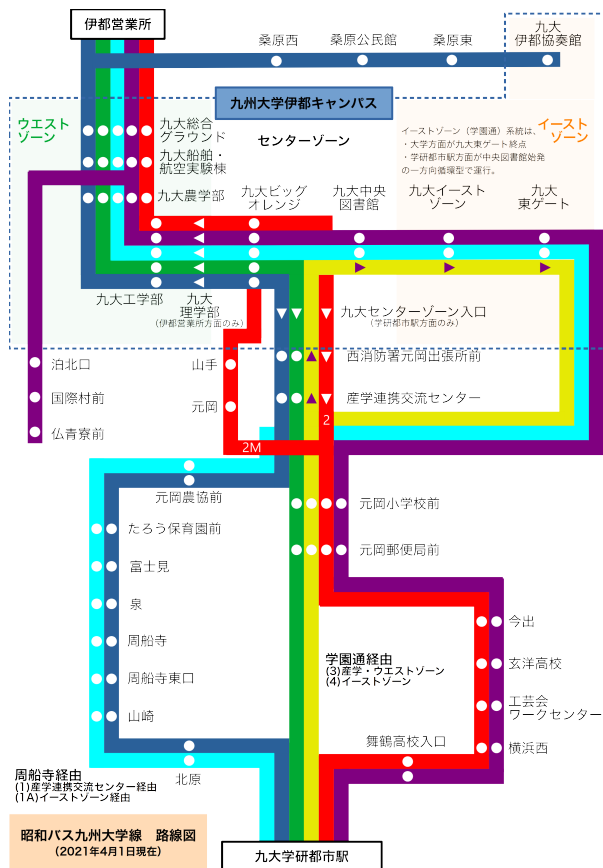 伊都営業所
桑原西
桑原公民館
桑原東
九大
伊都協奏館
九州大学伊都キャンパス
ウエスト
ゾーン
センターゾーン
イーストゾーン（学園通）系統は、
・大学方面が九大東ゲート終点
・学研都市駅方面が中央図書館始発
の一方向循環型で運行。
イースト
ゾーン
九大総合
グラウンド
九大船舶・
航空実験棟
九大農学部
九大ビッグ
オレンジ
九大中央
図書館
九大イースト
ゾーン
九大
東ゲート
九大工学部
九大
理学部
(伊都営業所方面のみ)
九大センターゾーン入口
(学研都市駅方面のみ)
西消防署元岡出張所前
泊北口
山手
国際村前
元岡
産学連携交流センター
2
仏青寮前
2M
元岡農協前
元岡小学校前
たろう保育園前
元岡郵便局前
富士見
泉
今出
周船寺
学園通経由
(3)産学・ウエストゾーン
(4)イーストゾーン
玄洋高校
周船寺東口
工芸会
ワークセンター
山崎
舞鶴高校入口
横浜西
周船寺経由
(1)産学連携交流センター経由
(1A)イーストゾーン経由
北原
昭和バス九州大学線　路線図
(2021年4月1日現在)
九大学研都市駅